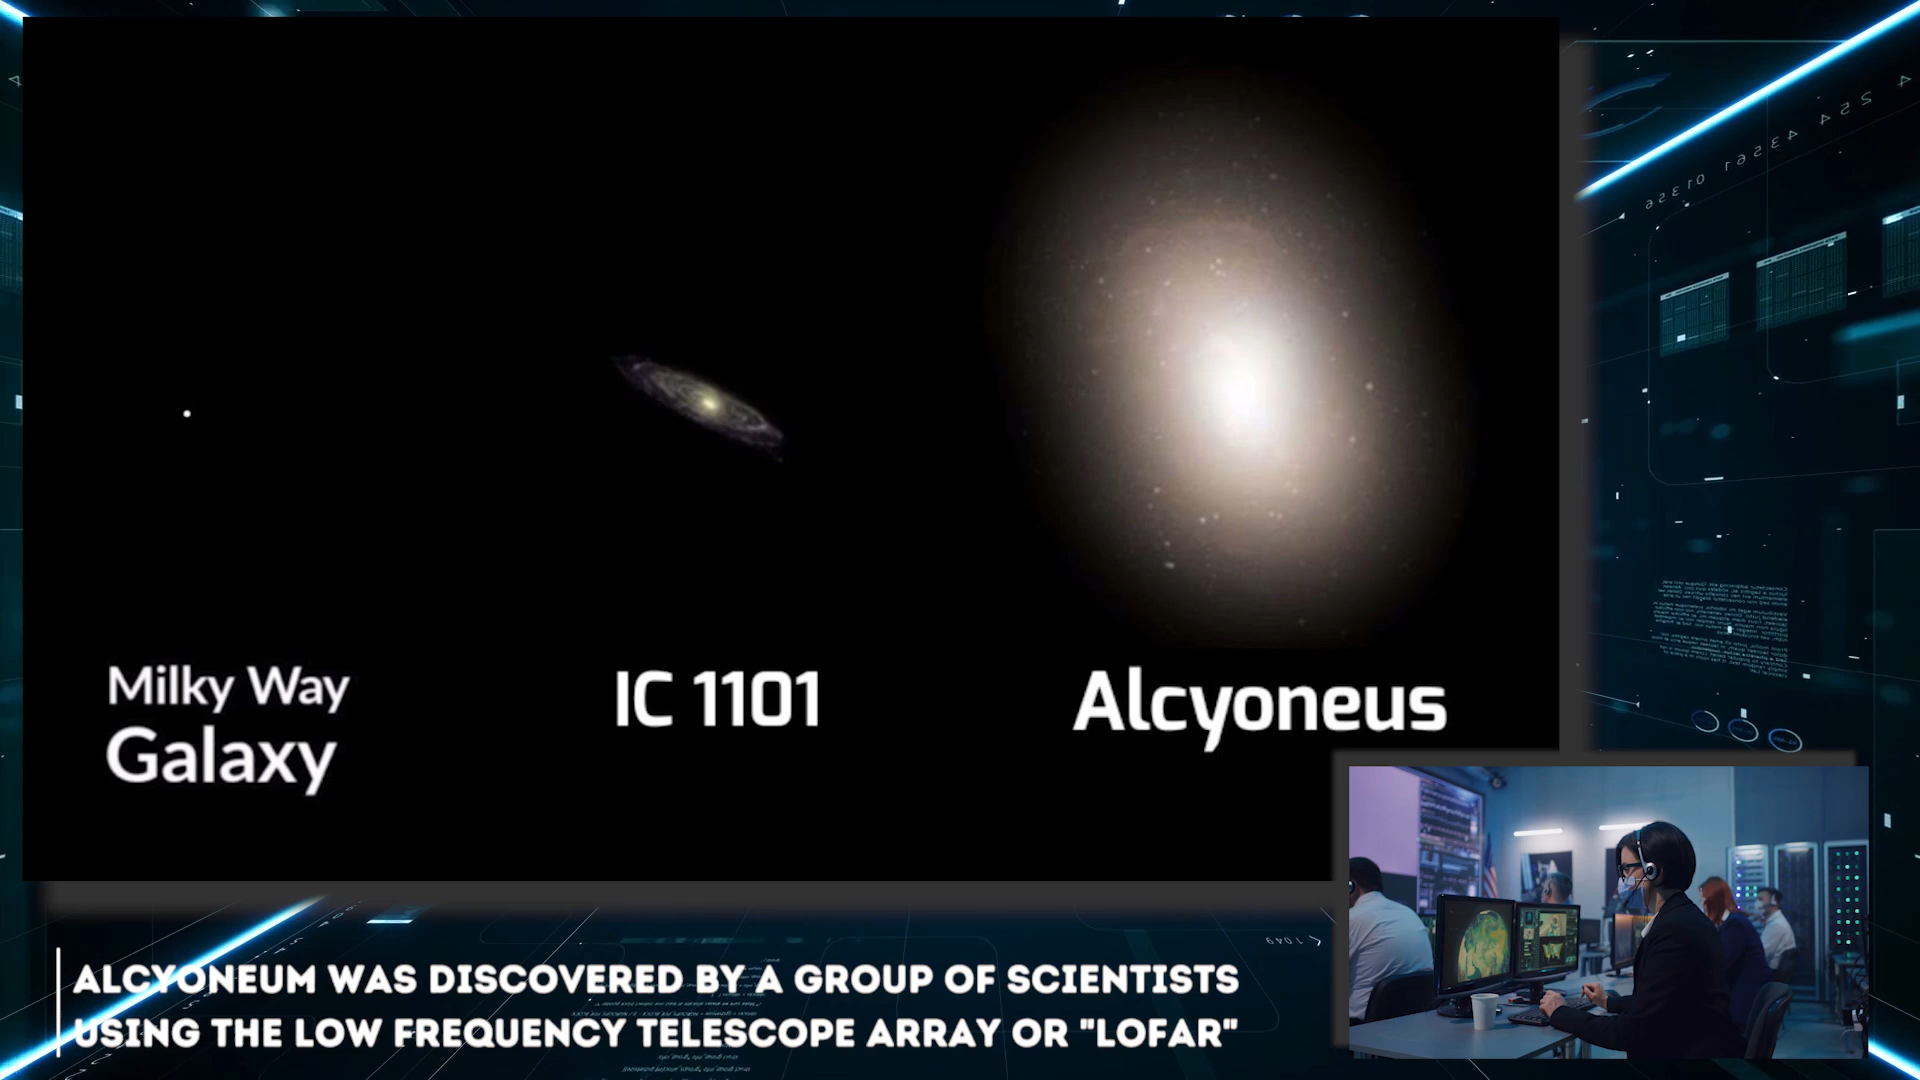 Milky Way
Galaxy
IC 1101
Alcyoneus
ALCYONEUM WAS DISCOVERED BY A GROUP OF SCIENTISTS
USING THE LOW FREQUENCY TELESCOPE ARRAY OR "LOFAR"